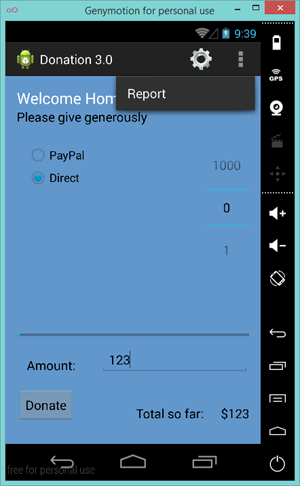 Genymotion for personal use
9:39
Donation 3.0
Report
Welcome Hom
Please give generously
PayPal
Direct
1000
0
1
GPS
Amount: 123
Donate
Total so far: $123
free for personal use